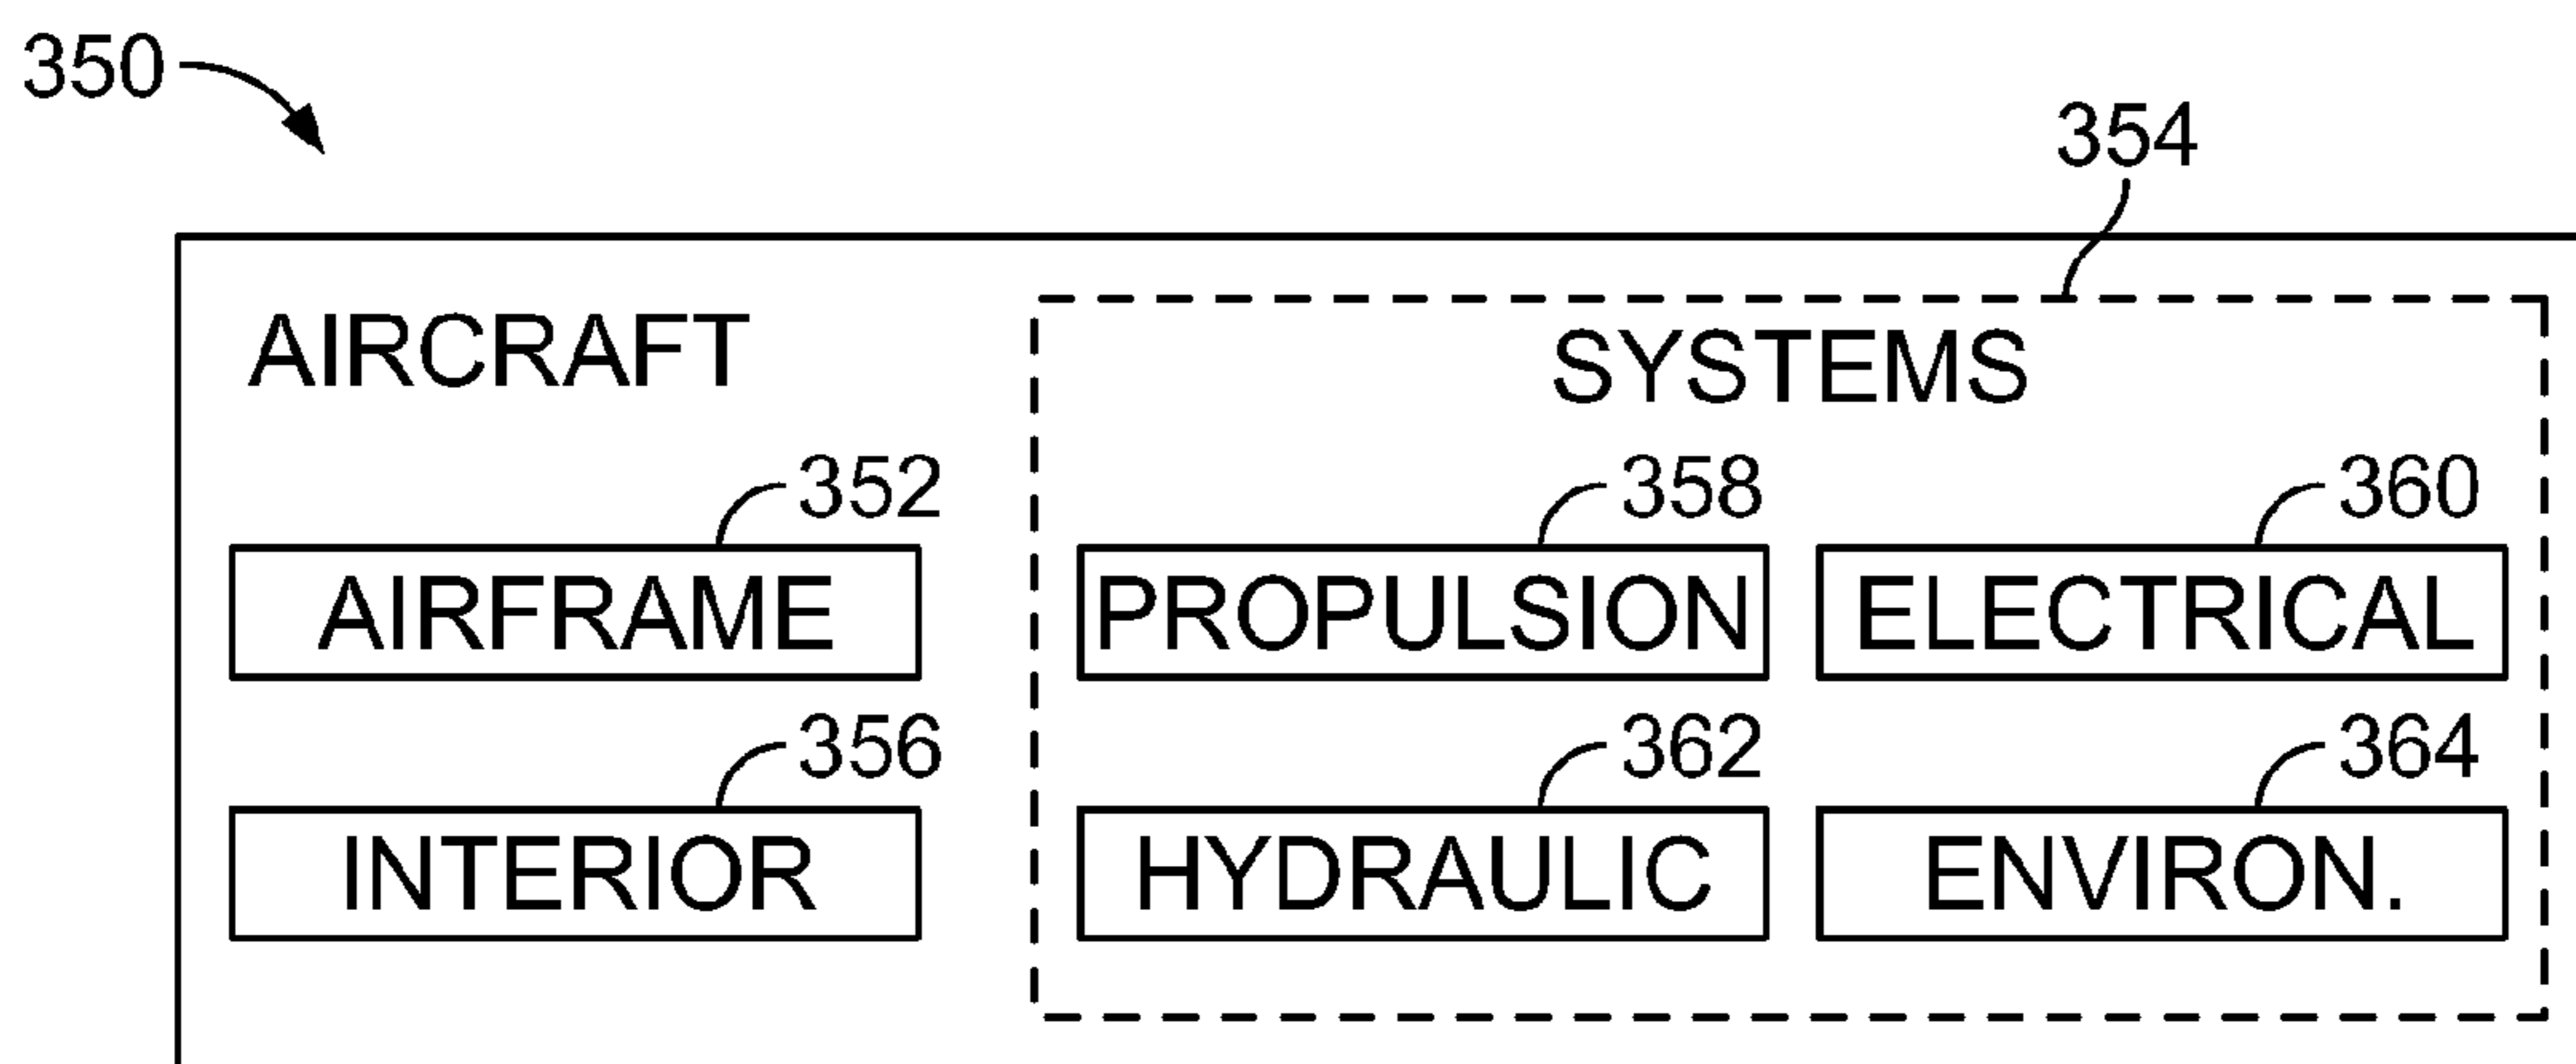 350
354
AIRCRAFT
SYSTEMS
352
358
360
AIRFRAME
PROPULSION
ELECTRICAL
356
362
364
INTERIOR
HYDRAULIC
ENVIRON.